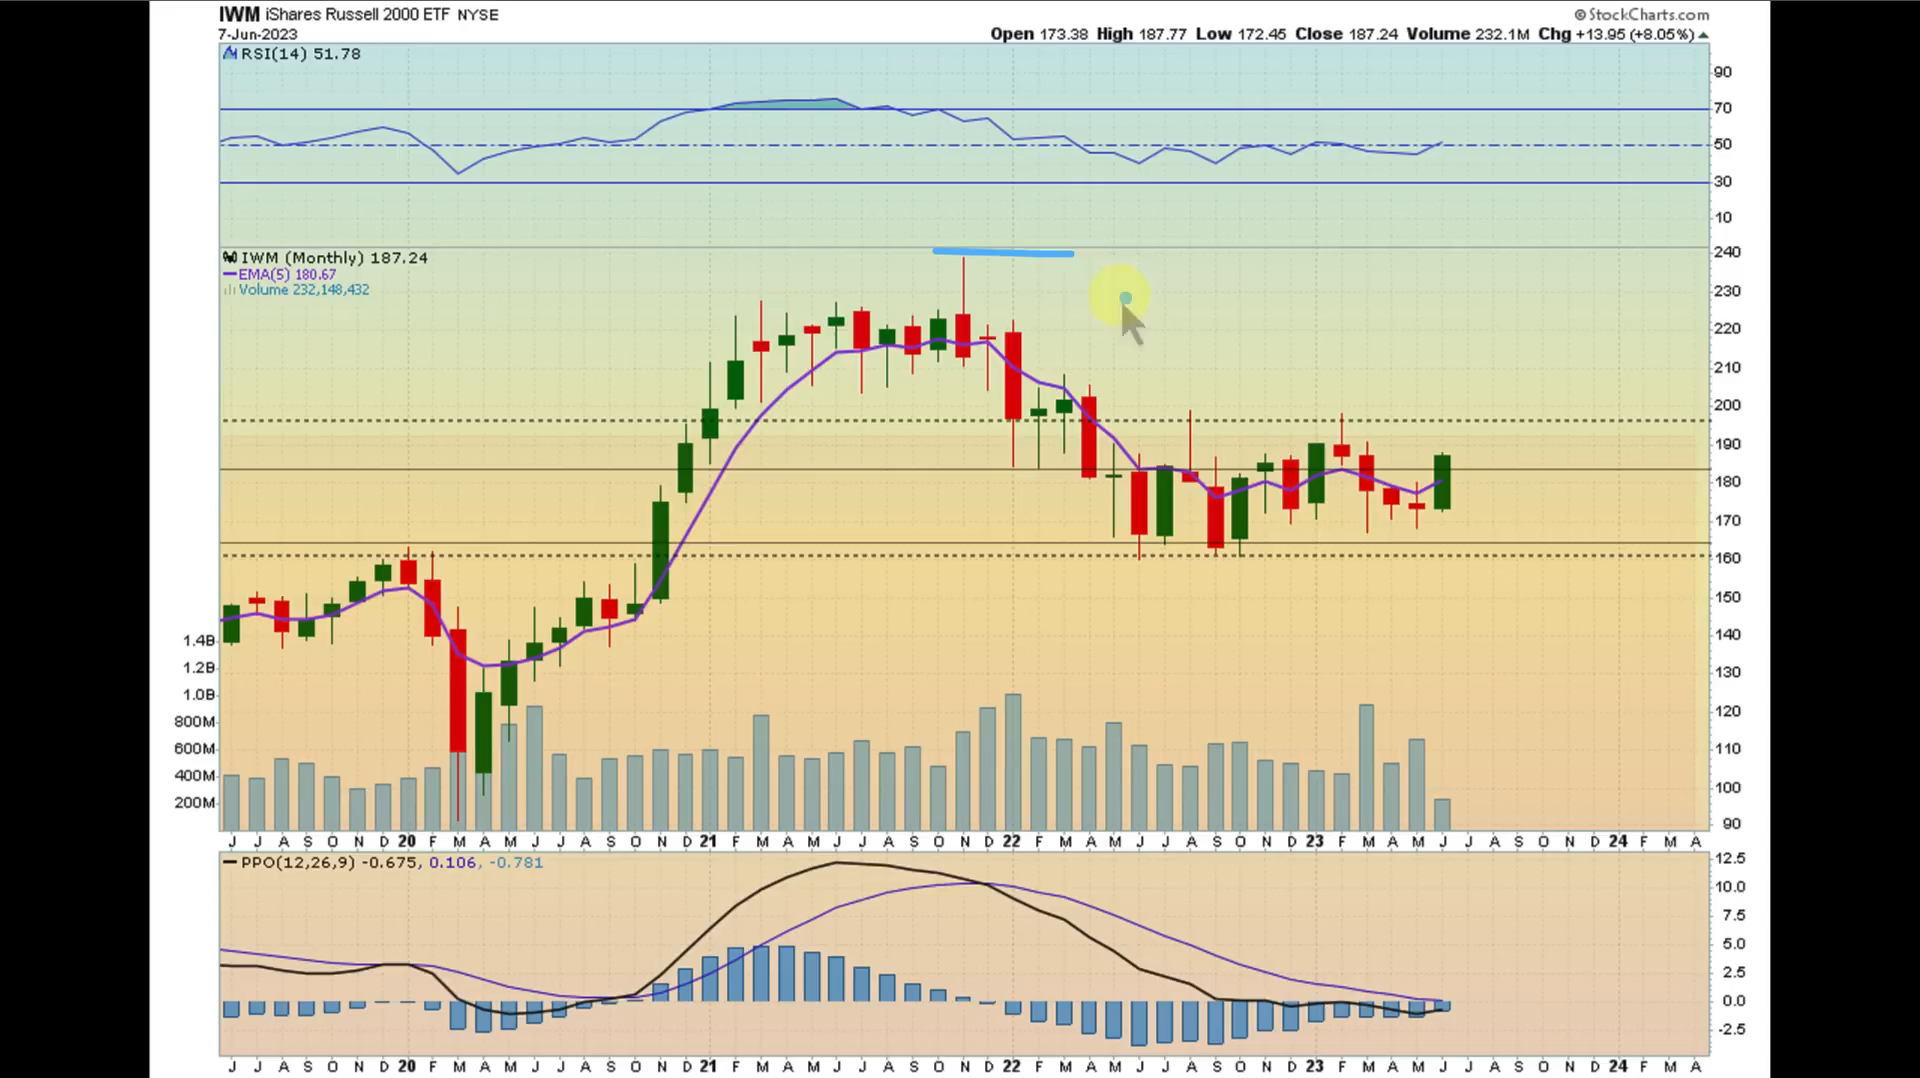 IWM iShares Russell 2000 ETF NYSE
© StockCharts.com
7-Jun-2023
Open 173.38 High 187.77 Low 172.45 Close 187.24 Volume 232.1M Chg +13.95 (+8.05%)
RSI(14) 51.78
90
70
50
30
10
IWM (Monthly) 187.24
EMA(5) 180.67
Volume 232,148,432
240
230
220
210
200
190
180
170
160
150
140
130
120
110
100
90
1.4B
1.2B
1.0B
800M
600M
400M
200M
J J A S O N D 20 F M A M J J A S O N D 21 F M A M J J A S O N D 22 F M A M J J A S O N D 23 F M A M J J A S O N D 24 F M A
PPO(12,26,9) -0.675, 0.106, -0.781
12.5
10.0
7.5
5.0
2.5
0.0
-2.5
J J A S O N D 20 F M A M J J A S O N D 21 F M A M J J A S O N D 22 F M A M J J A S O N D 23 F M A M J J A S O N D 24 F M A